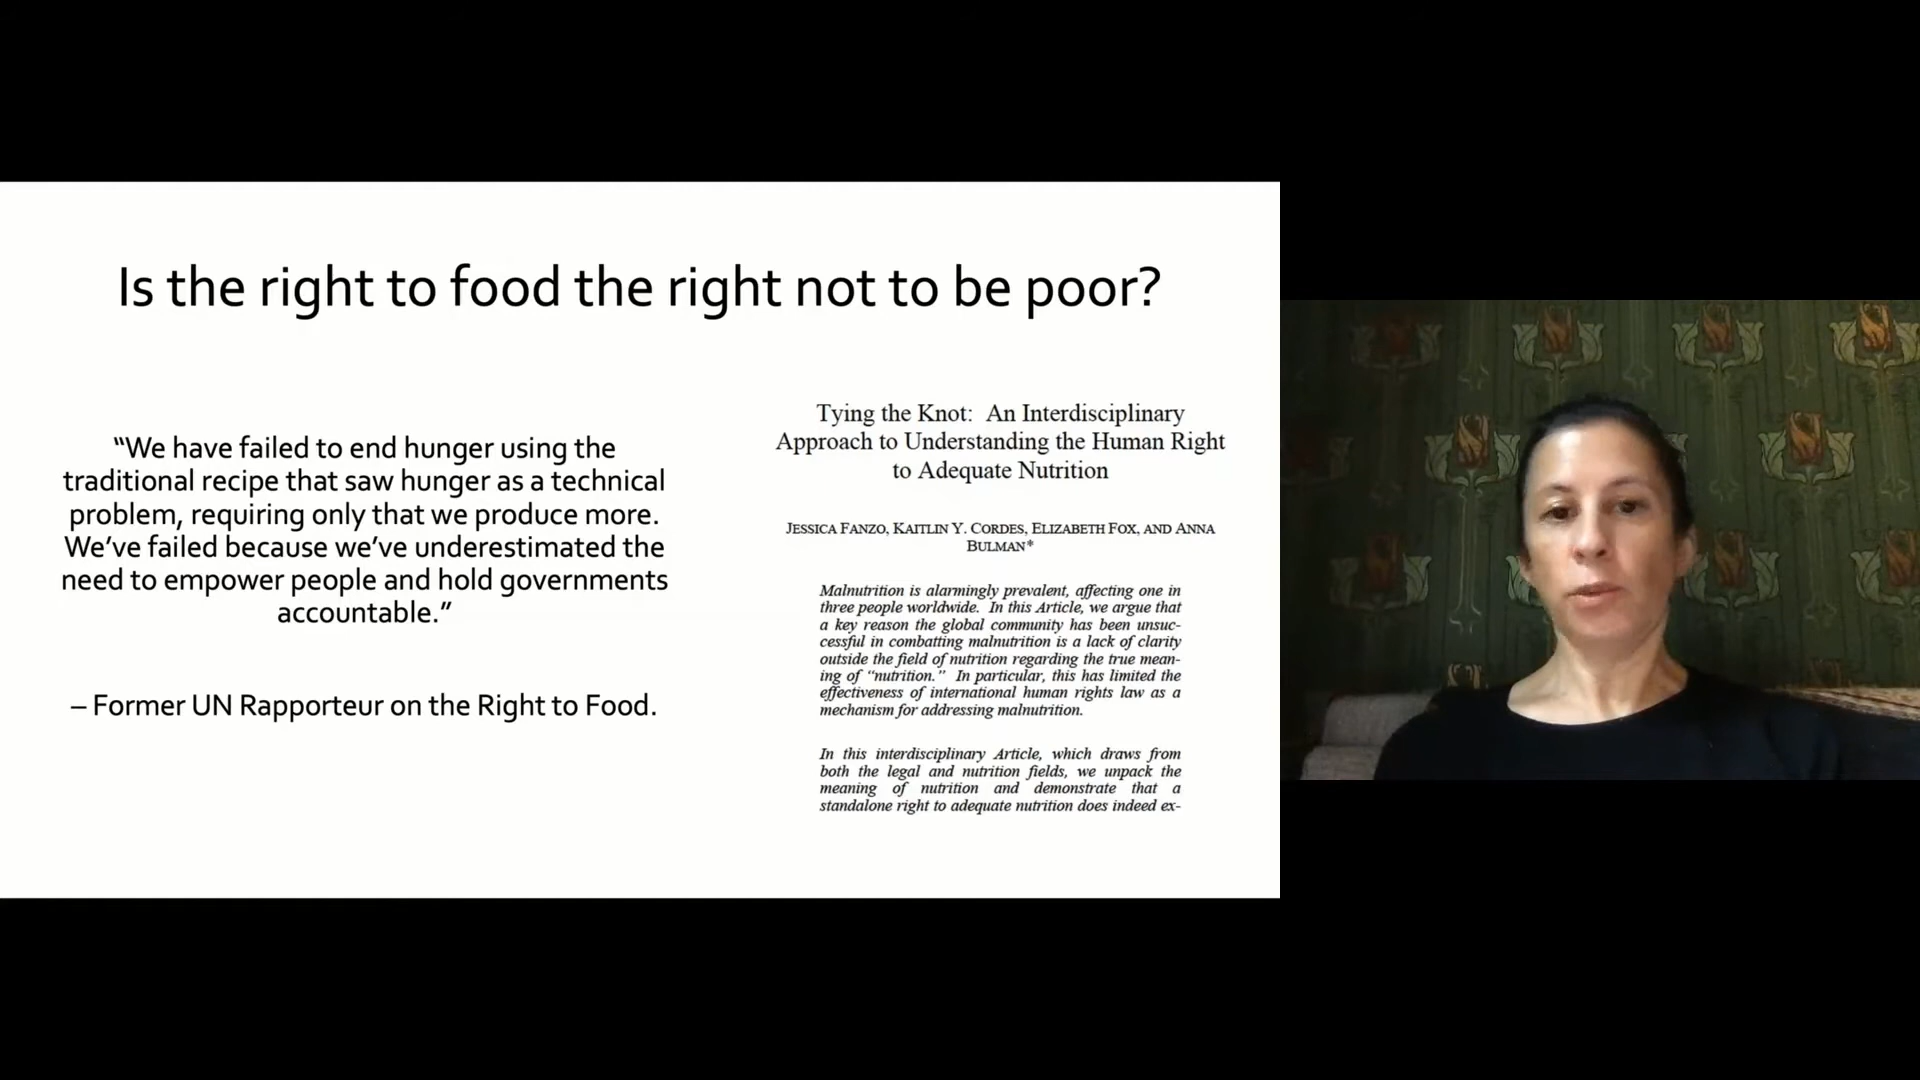 Is the right to food the right not to be poor?
“We have failed to end hunger using the
traditional recipe that saw hunger as a technical
problem, requiring only that we produce more.
We’ve failed because we’ve underestimated the
need to empower people and hold governments
accountable.”
– Former UN Rapporteur on the Right to Food.
Tying the Knot: An Interdisciplinary
Approach to Understanding the Human Right
to Adequate Nutrition
JESSICA FANZO, KAITLIN Y. CORDES, ELIZABETH FOX, AND ANNA
BULMAN*
Malnutrition is alarmingly prevalent, affecting one in
three people worldwide. In this Article, we argue that
a key reason the global community has been unsuc-
cessful in combatting malnutrition is a lack of clarity
outside the field of nutrition regarding the true mean-
ing of “nutrition.” In particular, this has limited the
effectiveness of international human rights law as a
mechanism for addressing malnutrition.
In this interdisciplinary Article, which draws from
both the legal and nutrition fields, we unpack the
meaning of nutrition and demonstrate that a
standalone right to adequate nutrition does indeed ex-